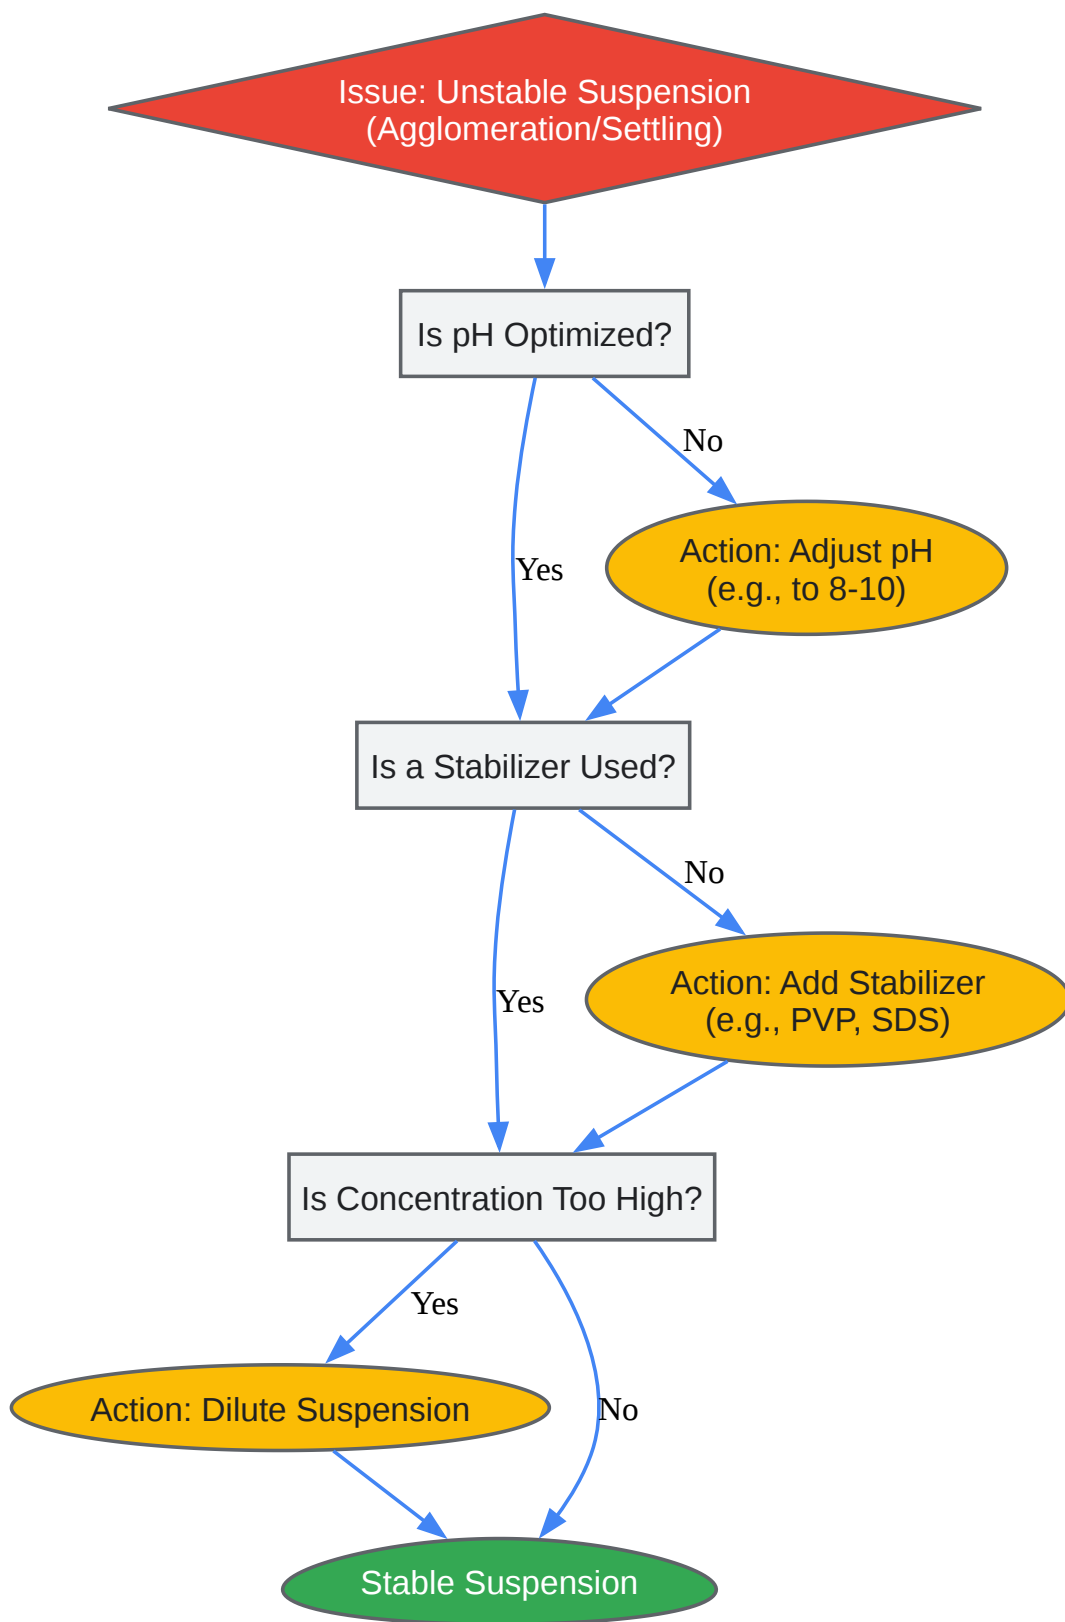 Issue: Unstable Suspension
(Agglomeration/Settling)
Is pH Optimized?
No
Action: Adjust pH
(e.g., to 8-10)
Yes
Is a Stabilizer Used?
No
Action: Add Stabilizer
(e.g., PVP, SDS)
Yes
Is Concentration Too High?
Yes
Action: Dilute Suspension
No
Stable Suspension